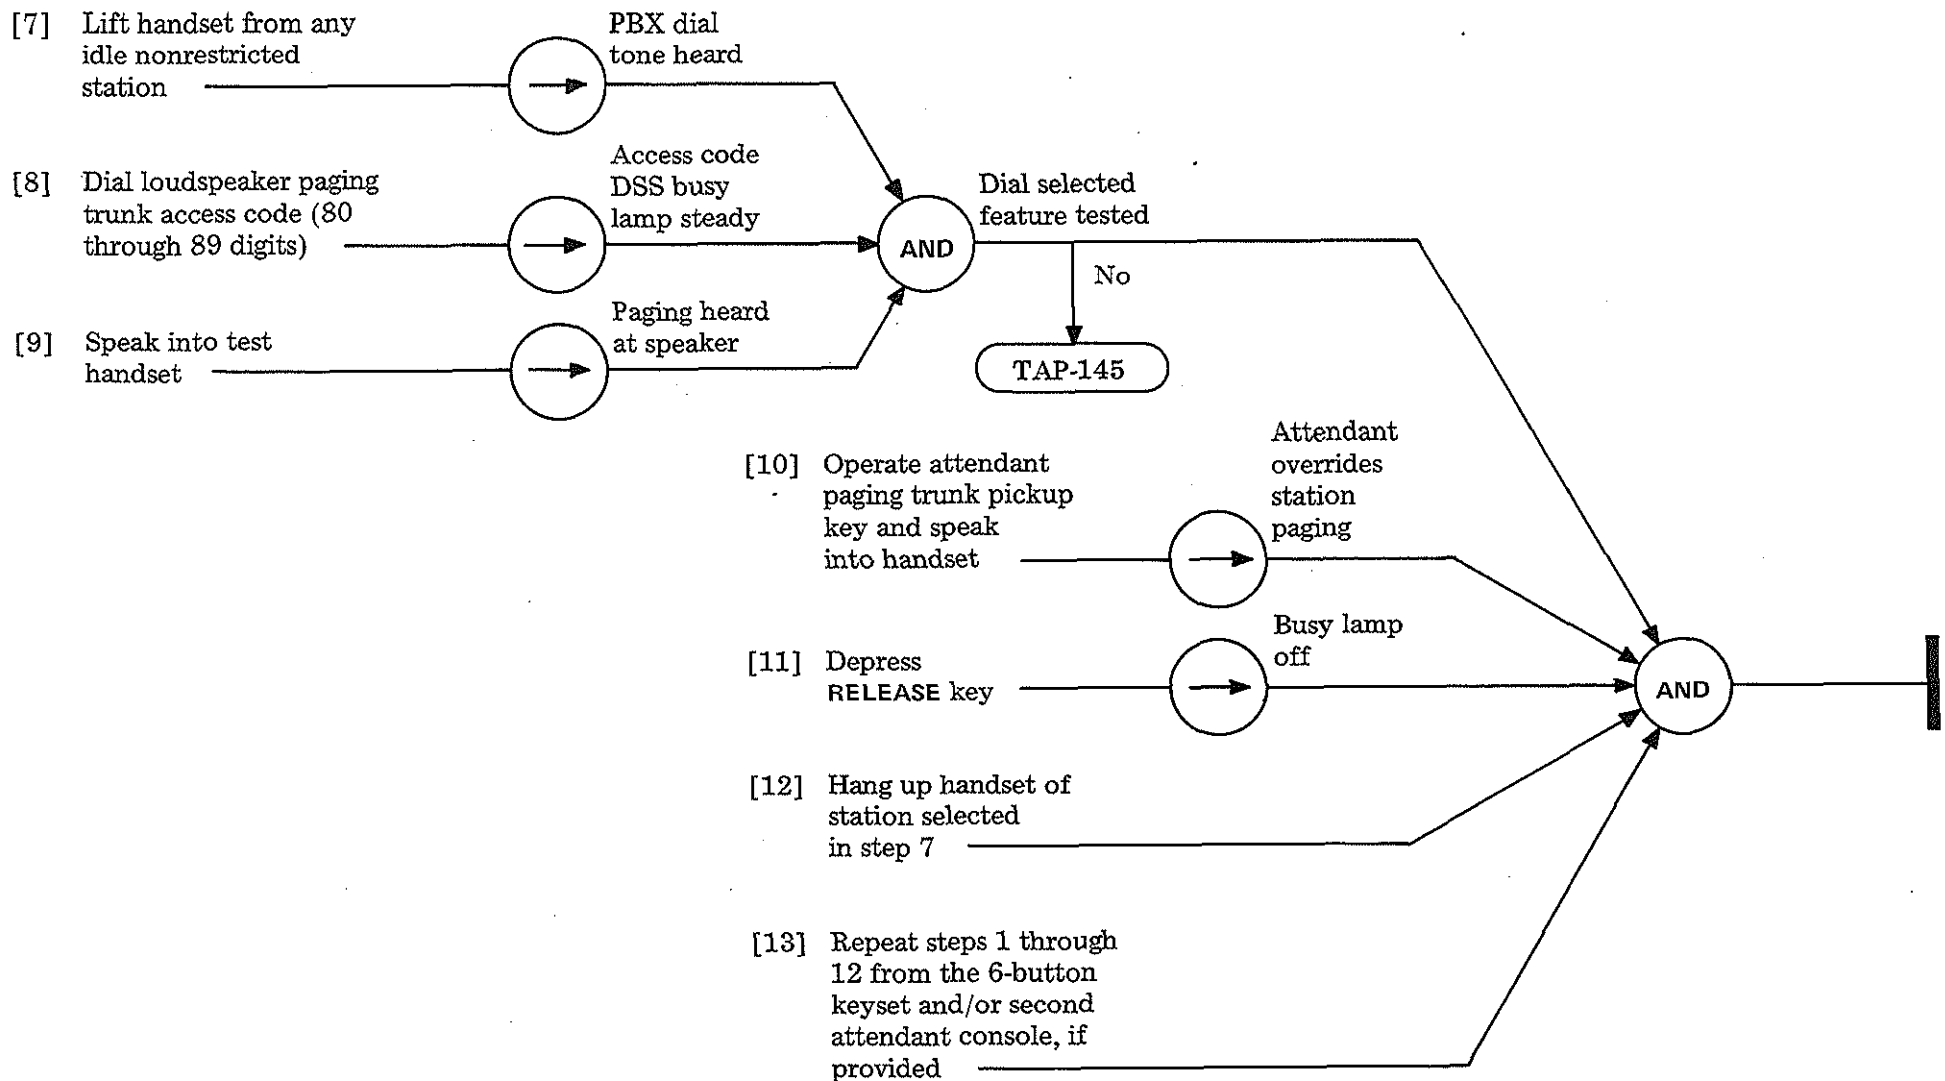 [7] Lift handset from any
idle nonrestricted
station
PBX dial
tone heard
[8] Dial loudspeaker paging
trunk access code (80
through 89 digits)
Access code
DSS busy
lamp steady
[9] Speak into test
handset
Paging heard
at speaker
AND
Dial selected
feature tested
No
TAP-145
[10] Operate attendant
paging trunk pickup
key and speak
into handset
Attendant
overrides
station
paging
[11] Depress
RELEASE key
Busy lamp
off
[12] Hang up handset of
station selected
in step 7
[13] Repeat steps 1 through
12 from the 6-button
keyset and/or second
attendant console, if
provided
AND